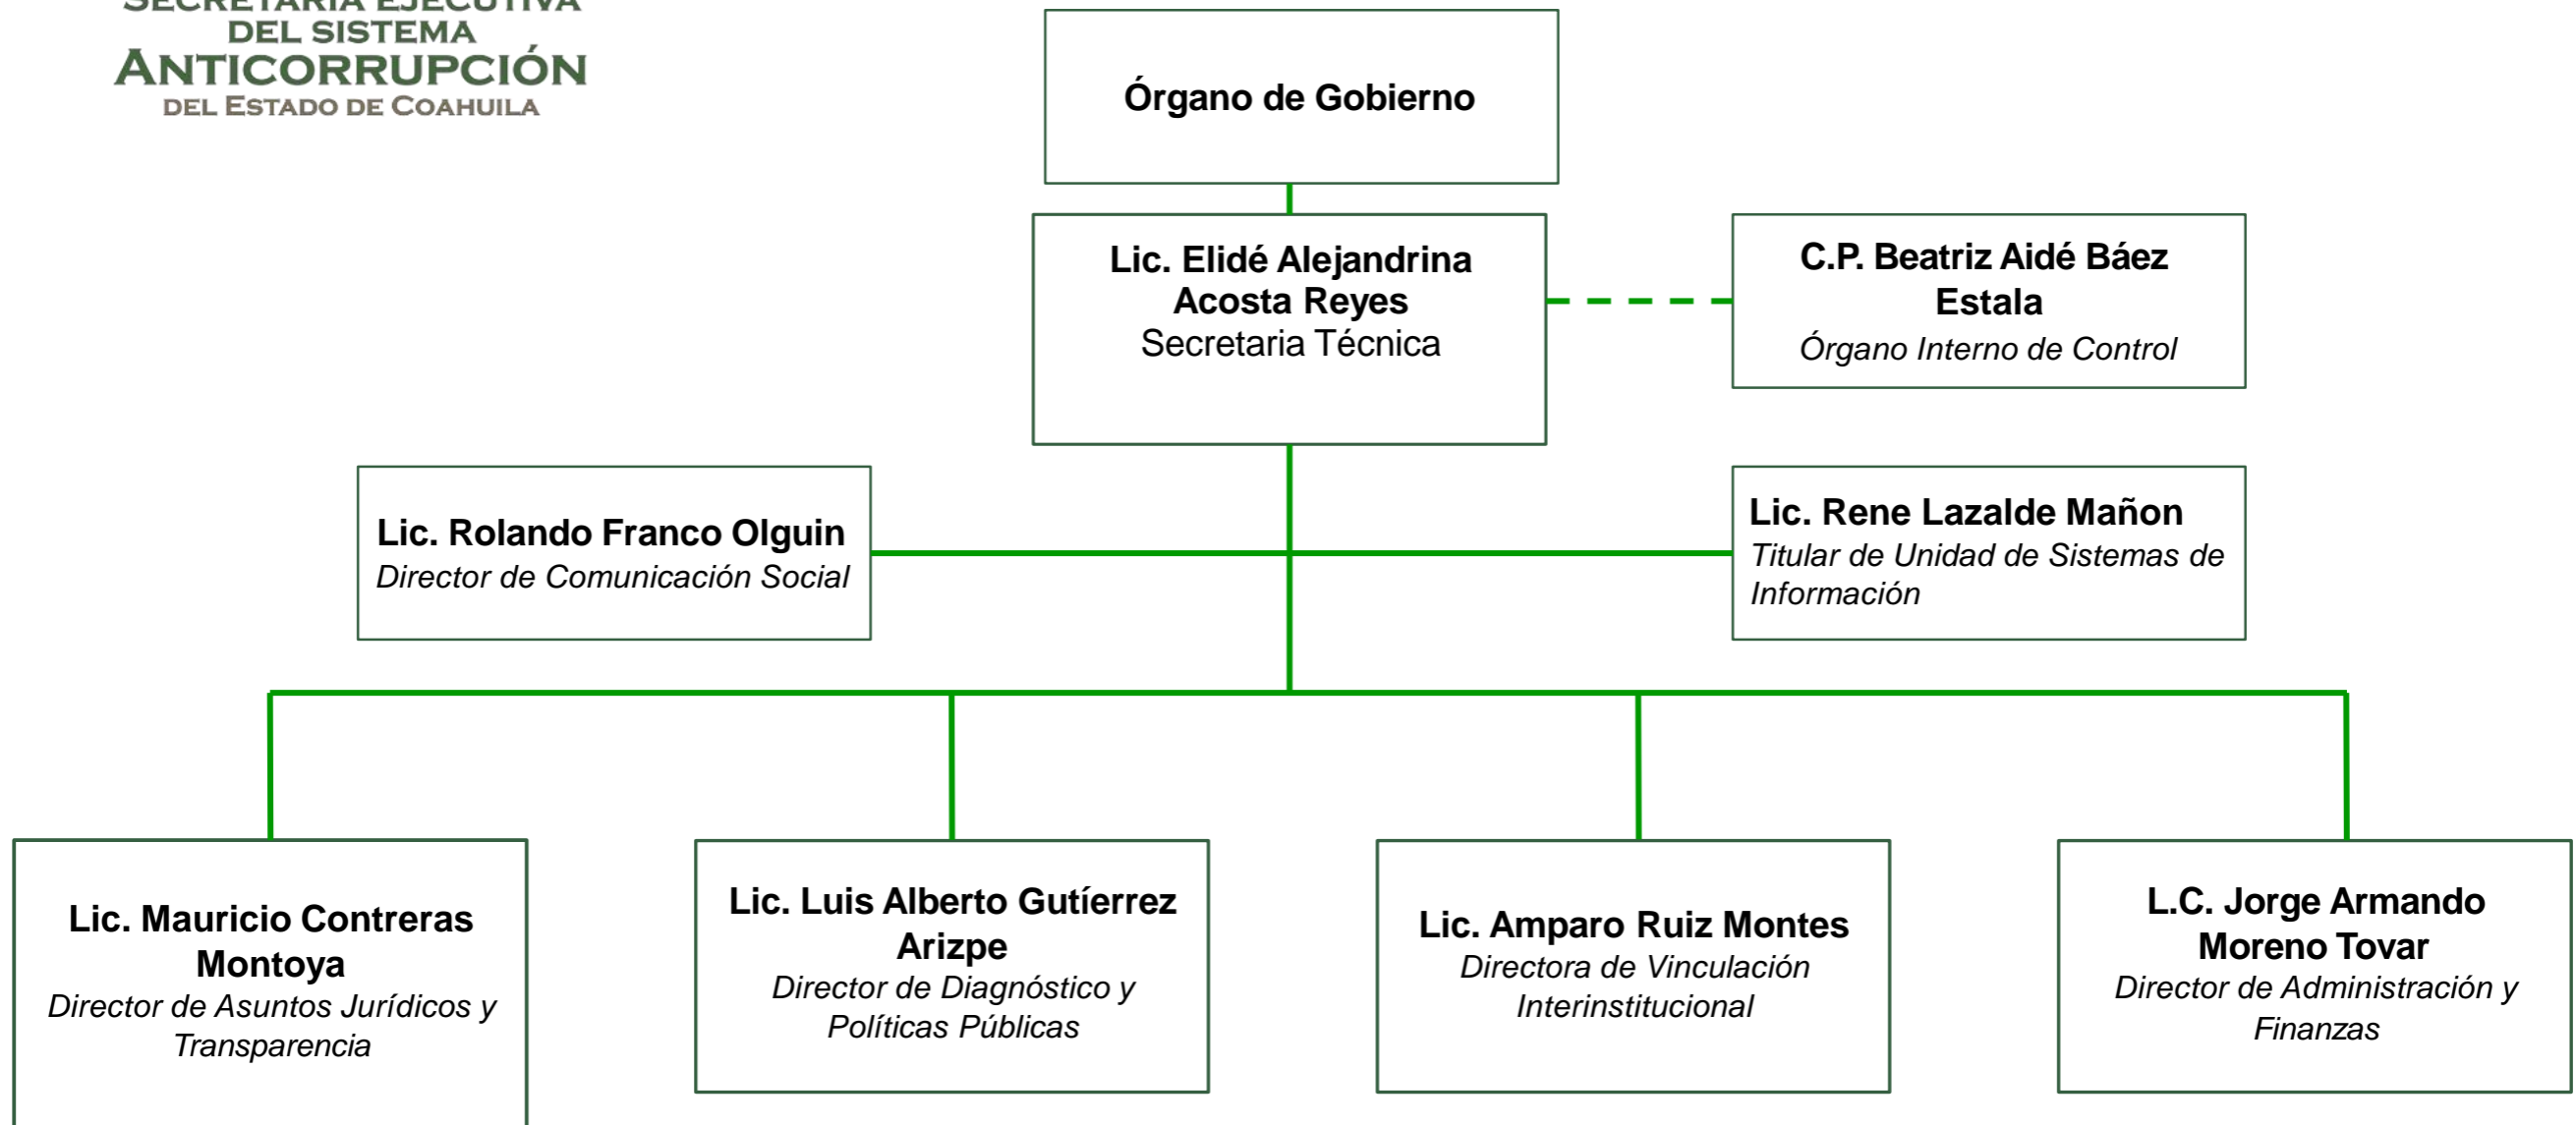 SECRETARÍA EJECUTIVA
DEL SISTEMA
ANTICORRUPCIÓN
DEL ESTADO DE COAHUILA
Órgano de Gobierno
Lic. Elidé Alejandrina
Acosta Reyes
Secretaria Técnica
C.P. Beatriz Aidé Báez
Estala
Órgano Interno de Control
Lic. Rolando Franco Olguin
Director de Comunicación Social
Lic. Rene Lazalde Mañon
Titular de Unidad de Sistemas de
Información
Lic. Mauricio Contreras
Montoya
Director de Asuntos Jurídicos y
Transparencia
Lic. Luis Alberto Gutíerrez
Arizpe
Director de Diagnóstico y
Políticas Públicas
Lic. Amparo Ruiz Montes
Directora de Vinculación
Interinstitucional
L.C. Jorge Armando
Moreno Tovar
Director de Administración y
Finanzas